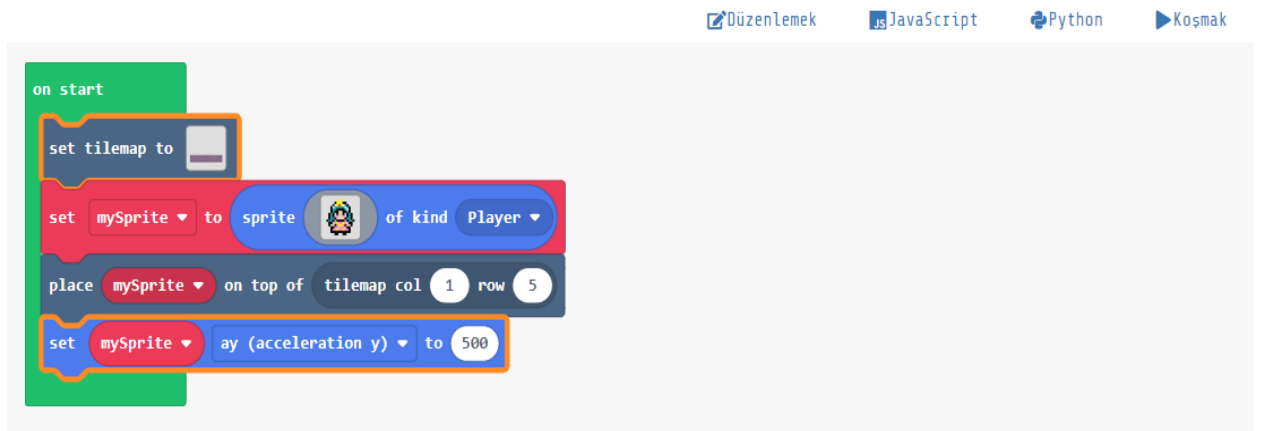 Düzenlemek JS JavaScript Python Koşmak
on start
set tilemap to
set mySprite to sprite of kind Player
place mySprite on top of tilemap col 1 row 5
set mySprite ay (acceleration y) to 500